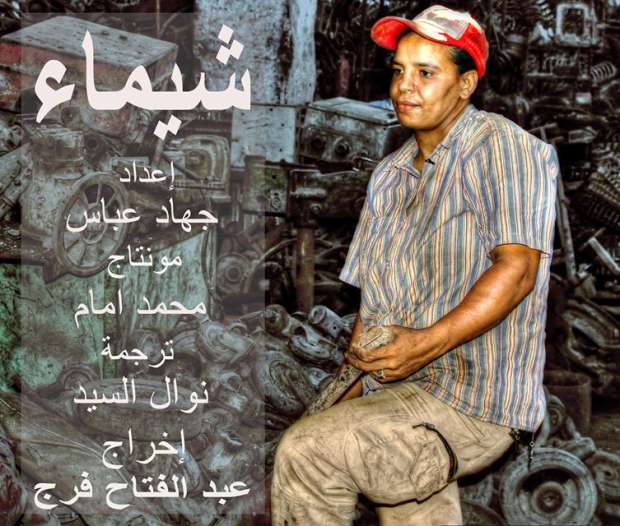 شيماء
إعداد
جهاد عباس
مونتاج
محمد امام
ترجمة
نوال السيد
إخراج
عبد الفتاح فرج